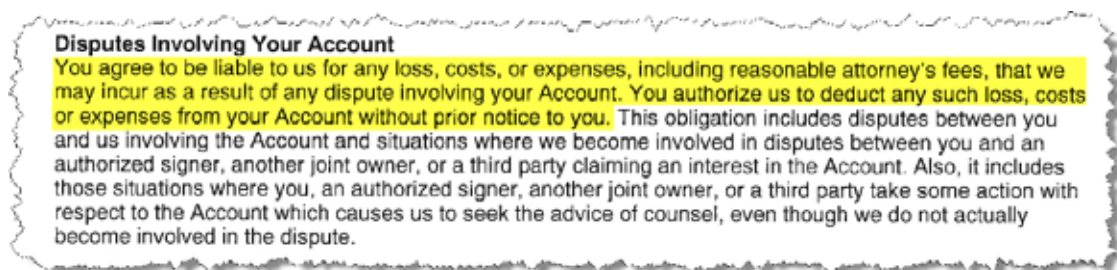 Disputes Involving Your Account
You agree to be liable to us for any loss, costs, or expenses, including reasonable attorney's fees, that we
may incur as a result of any dispute involving your Account. You authorize us to deduct any such loss, costs
or expenses from your Account without prior notice to you. This obligation includes disputes between you
and us involving the Account and situations where we become involved in disputes between you and an
authorized signer, another joint owner, or a third party claiming an interest in the Account. Also, it includes
those situations where you, an authorized signer, another joint owner, or a third party take some action with
respect to the Account which causes us to seek the advice of counsel, even though we do not actually
become involved in the dispute.